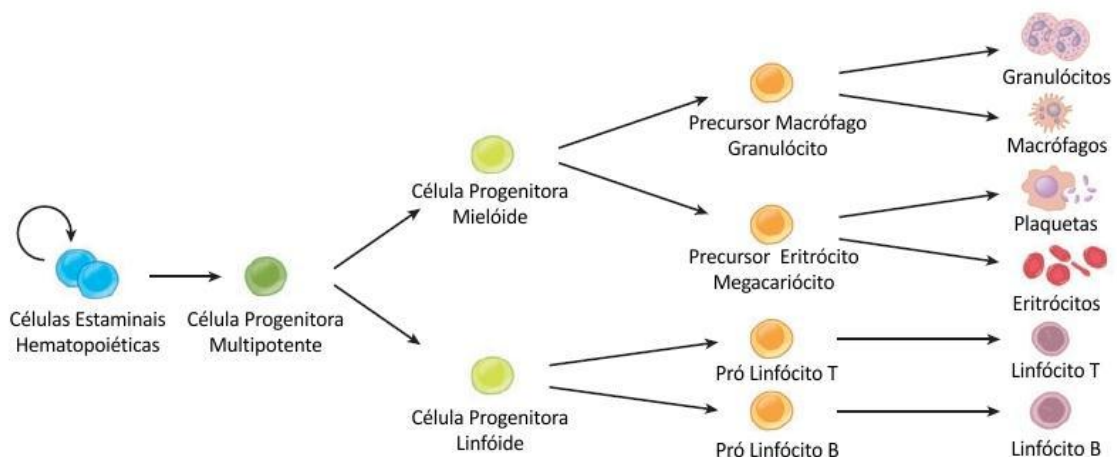 Granulócitos
Precursor Macrófago
Granulócito
Macrófagos
Célula Progenitora
Mielóide
Plaquetas
Precursor Eritrócito
Megacariócito
Eritrócitos
Células Estaminais
Hematopoiéticas
Célula Progenitora
Multipotente
Pró Linfócito T
Linfócito T
Célula Progenitora
Linfóide
Pró Linfócito B
Linfócito B